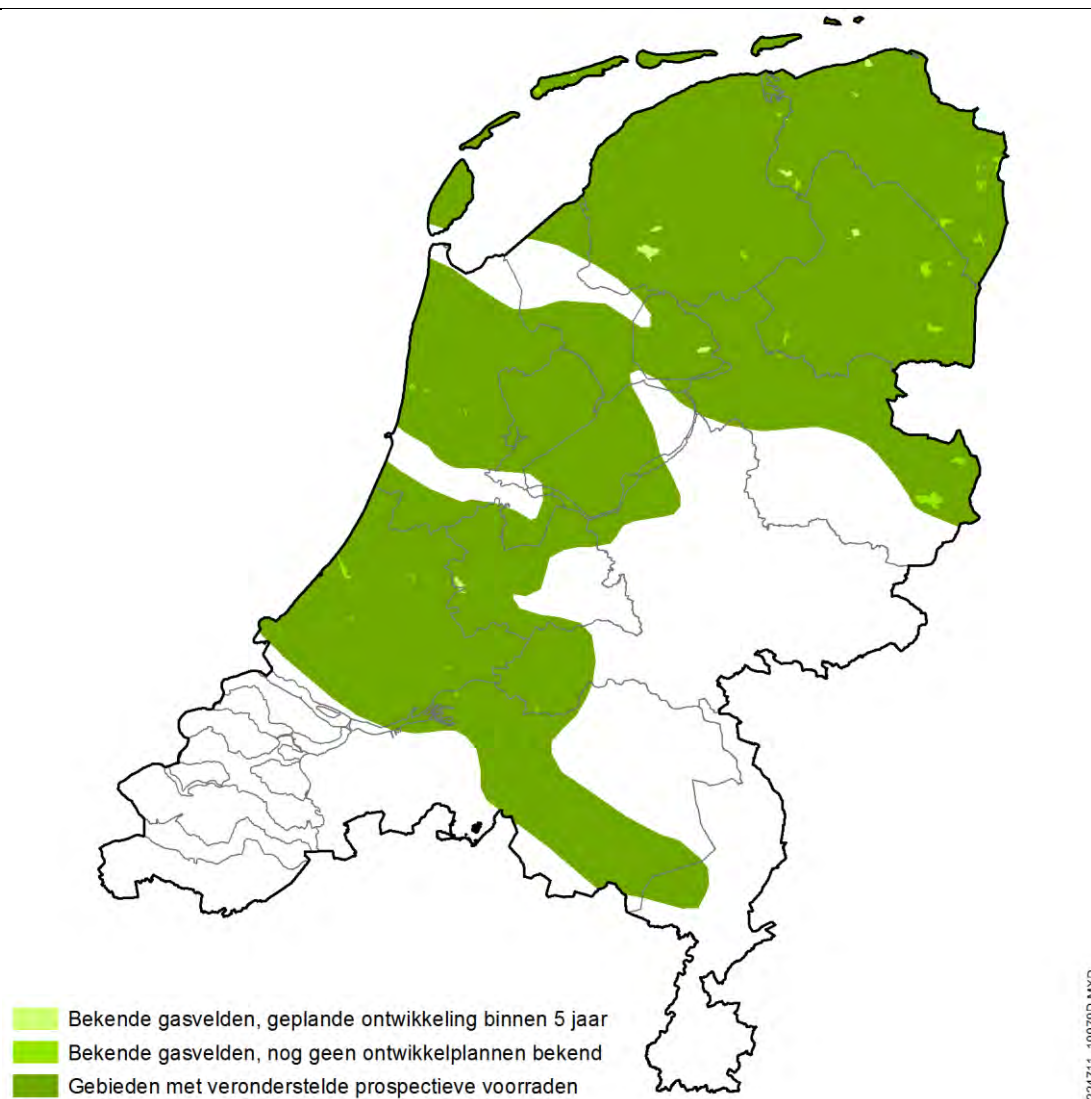 Bekende gasvelden, geplande ontwikkeling binnen 5 jaar
Bekende gasvelden, nog geen ontwikkelplannen bekend
Gebieden met veronderstelde prospectieve voorraden